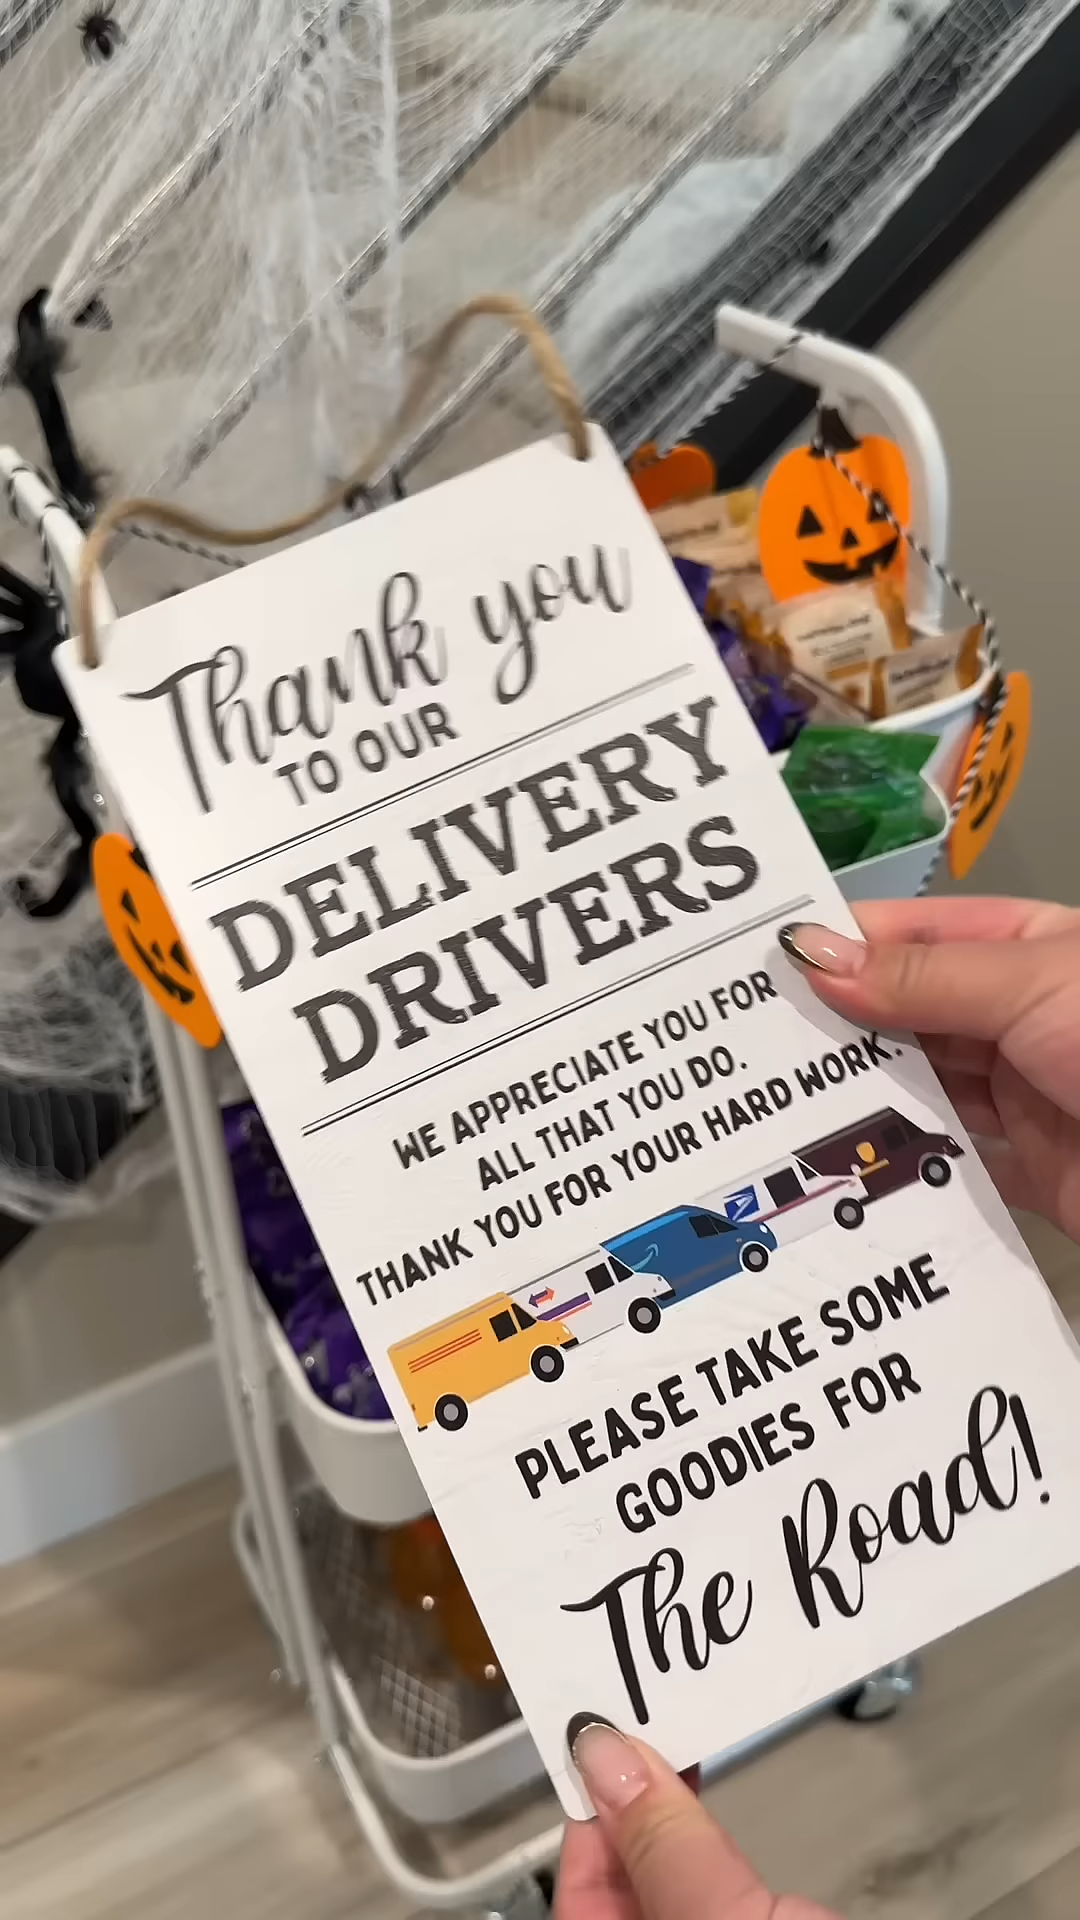 Thank you
TO OUR
DELIVERY
DRIVERS
WE APPRECIATE YOU FOR
ALL THAT YOU DO.
THANK YOU FOR YOUR HARD WORK.
PLEASE TAKE SOME
GOODIES FOR
The Road!